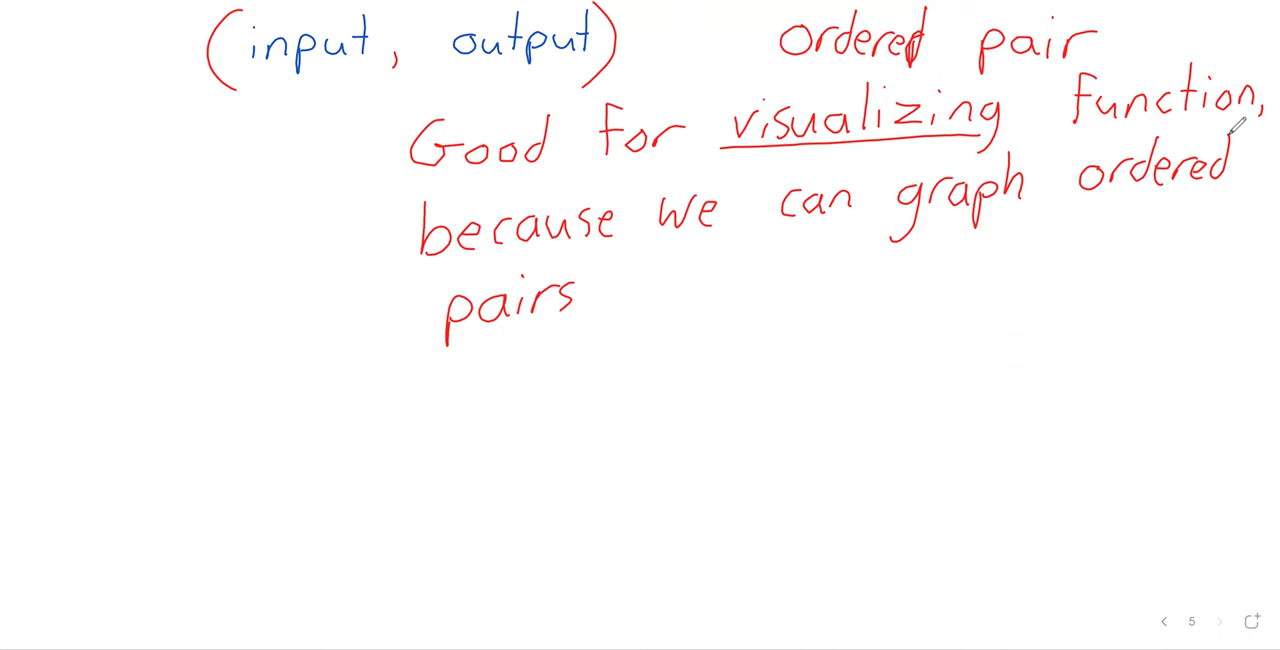 (input, output) ordered pair
Good for visualizing function,
because we can graph ordered
pairs
5